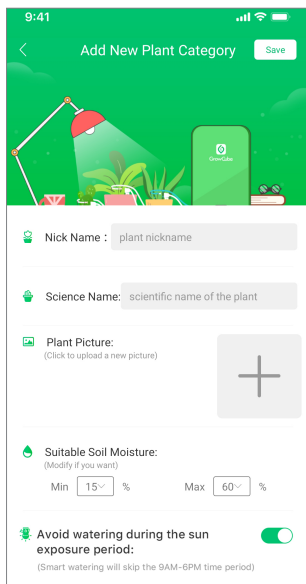 9:41
Add New Plant Category Save
GrowCube
Nick Name： plant nickname
Science Name: scientific name of the plant
Plant Picture:
(Click to upload a new picture)
Suitable Soil Moisture:
(Modify if you want)
Min 15 % Max 60 %
Avoid watering during the sun
exposure period:
(Smart watering will skip the 9AM-6PM time period)